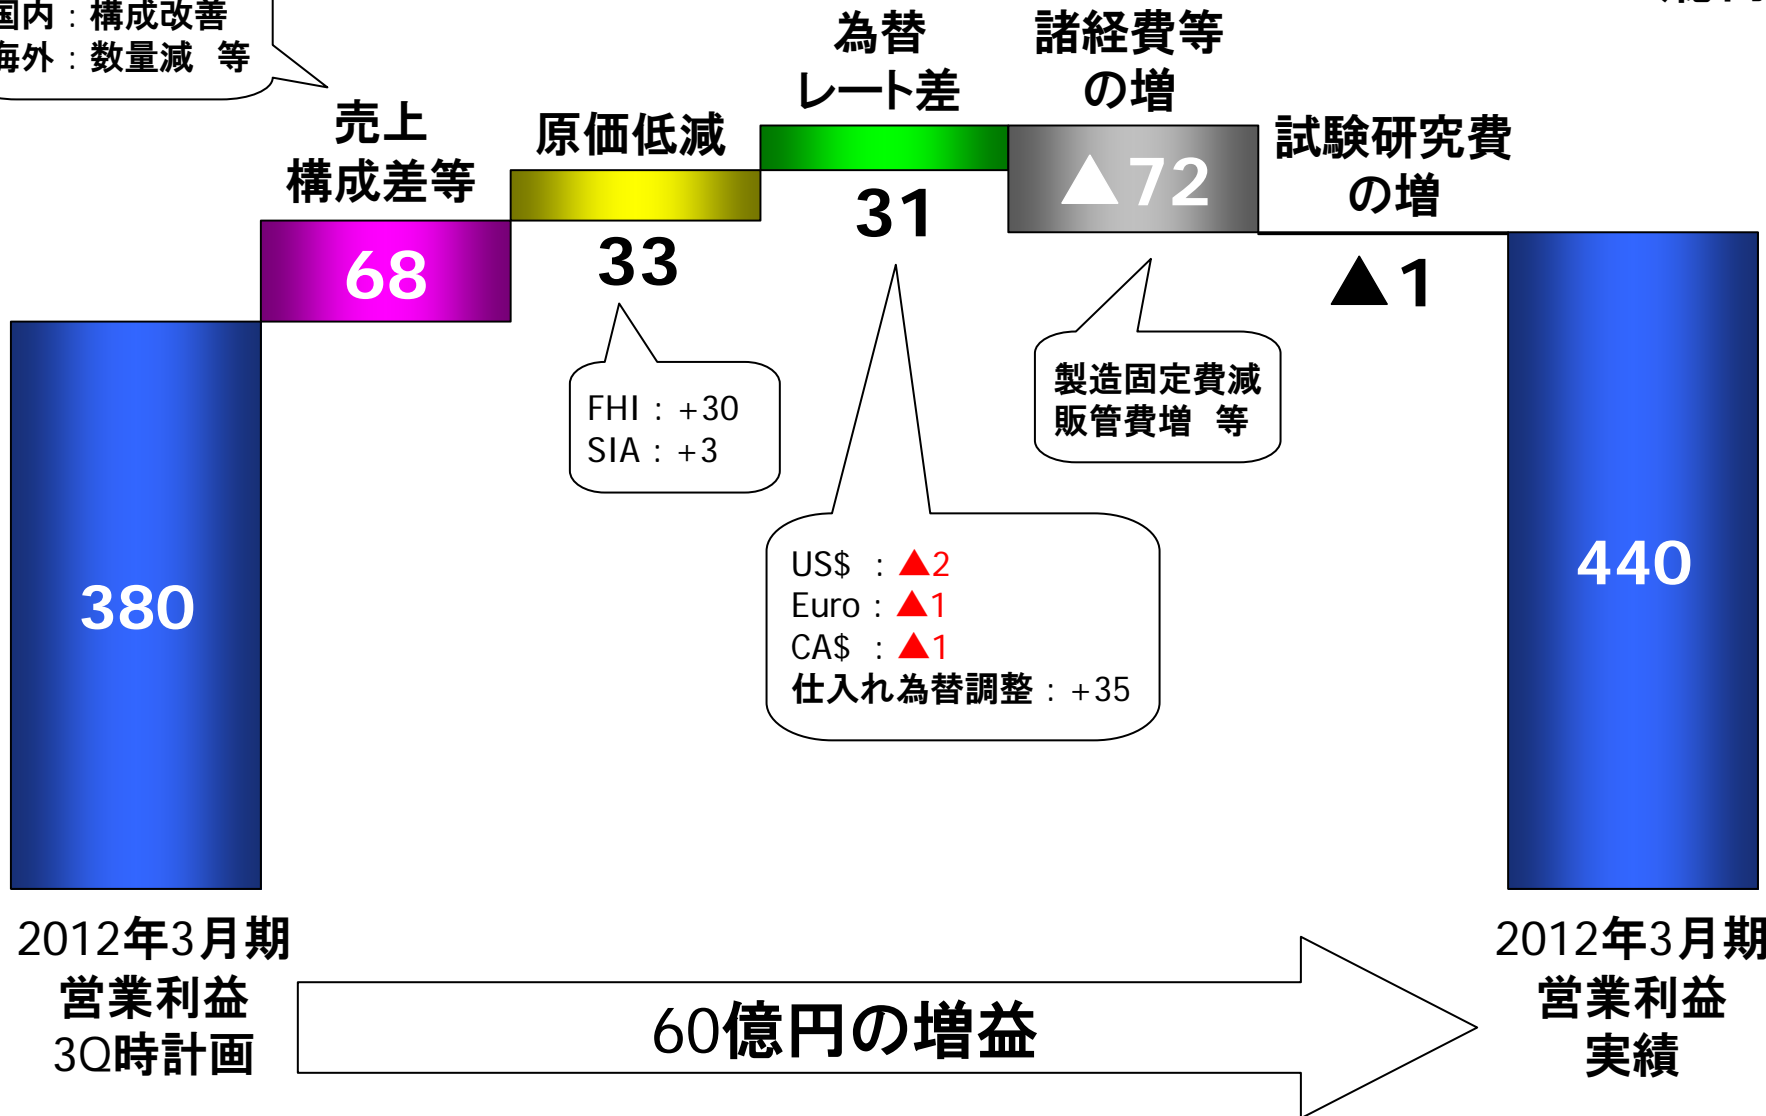 国内：構成改善
海外：数量減 等
売上
構成差等
原価低減
為替
レート差
諸経費等
の増
試験研究費
の増
68
33
31
▲72
▲1
FHI : +30
SIA : +3
US$ : ▲2
Euro : ▲1
CA$ : ▲1
仕入れ為替調整 : +35
製造固定費減
販管費増 等
380
440
2012年3月期
営業利益
3Q時計画
60億円の増益
2012年3月期
営業利益
実績